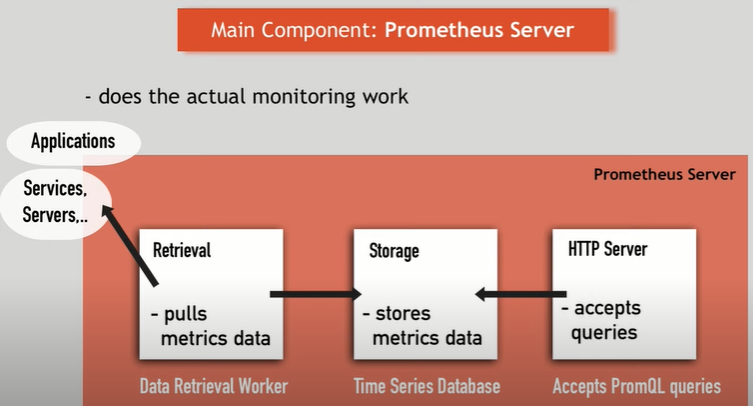 Main Component: Prometheus Server
- does the actual monitoring work
Applications
Services,
Servers,..
Prometheus Server
Retrieval
- pulls
metrics data
Data Retrieval Worker
Storage
- stores
metrics data
Time Series Database
HTTP Server
- accepts
queries
Accepts PromQL queries